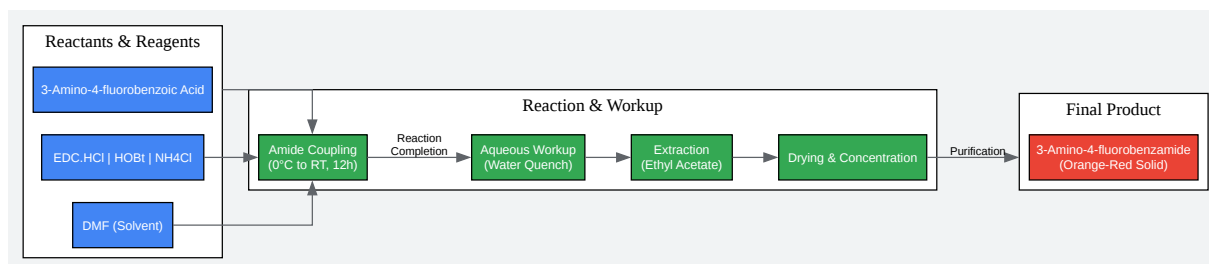 Reactants & Reagents
3-Amino-4-fluorobenzoic Acid
EDC.HCl | HOBt | NH4Cl
DMF (Solvent)
Reaction & Workup
Amide Coupling
(0°C to RT, 12h)
Reaction
Completion
Aqueous Workup
(Water Quench)
Extraction
(Ethyl Acetate)
Drying & Concentration
Purification
Final Product
3-Amino-4-fluorobenzamide
(Orange-Red Solid)